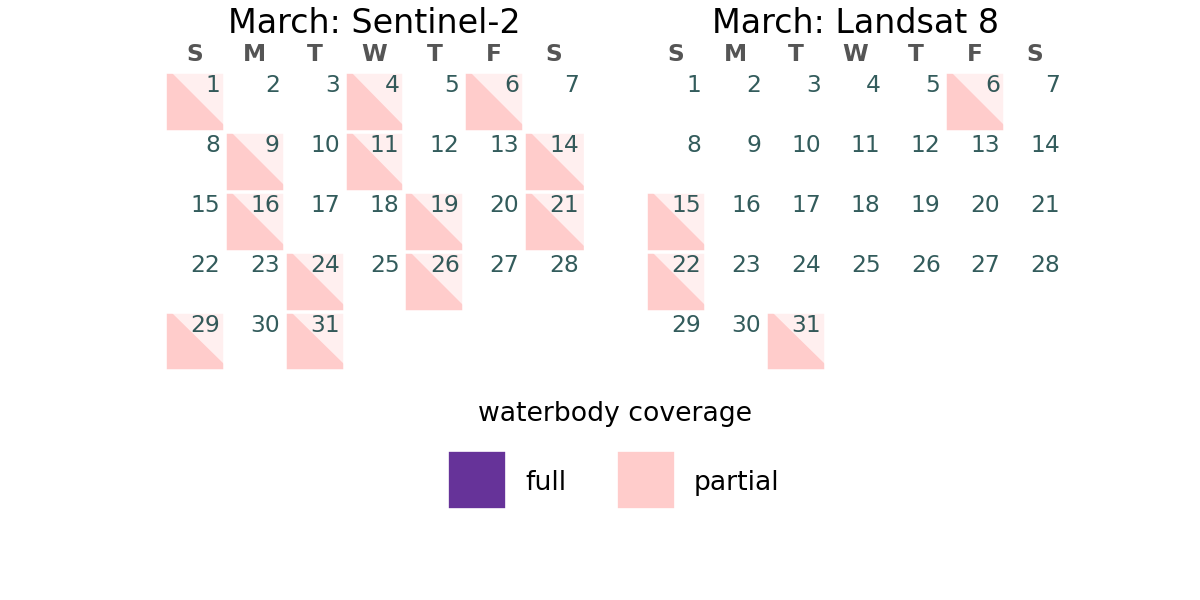 March: Sentinel-2
S M T W T F S
1 2 3 4 5 6 7
8 9 10 11 12 13 14
15 16 17 18 19 20 21
22 23 24 25 26 27 28
29 30 31
March: Landsat 8
S M T W T F S
1 2 3 4 5 6 7
8 9 10 11 12 13 14
15 16 17 18 19 20 21
22 23 24 25 26 27 28
29 30 31
waterbody coverage
full partial